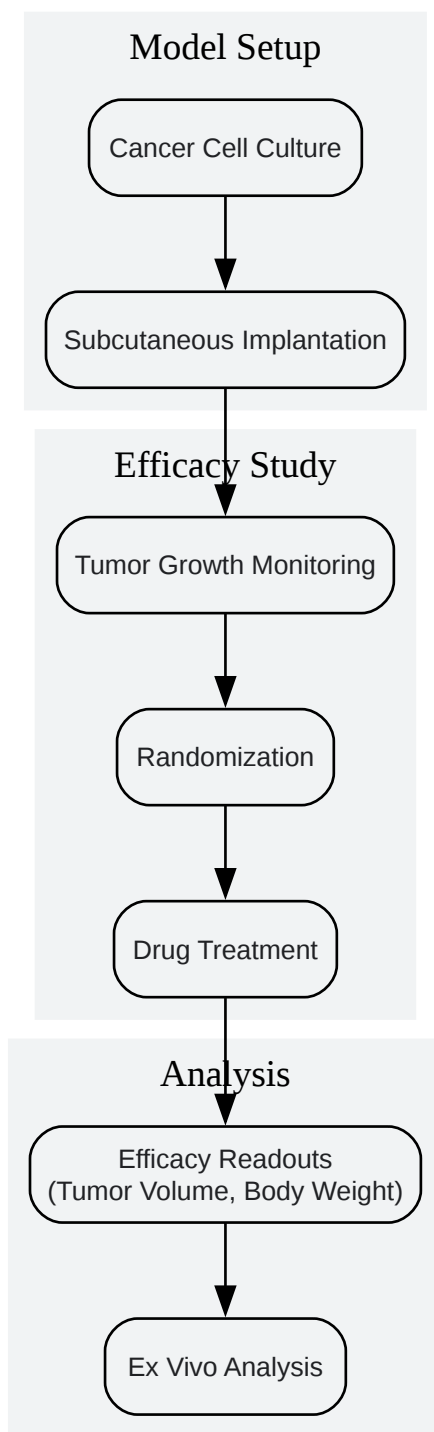 Model Setup
Cancer Cell Culture
Subcutaneous Implantation
Efficacy Study
Tumor Growth Monitoring
Randomization
Drug Treatment
Analysis
Efficacy Readouts
(Tumor Volume, Body Weight)
Ex Vivo Analysis